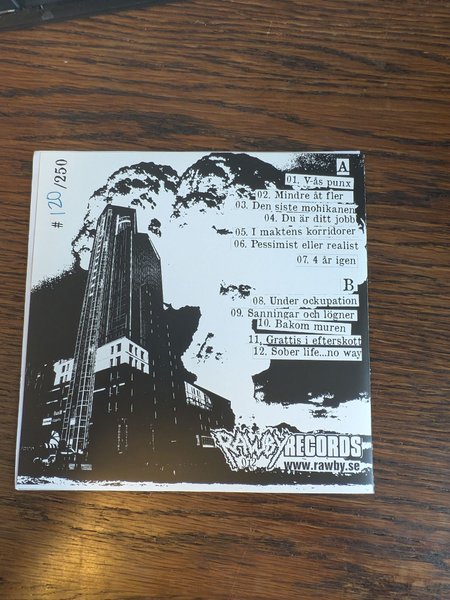 # 120 /250
A
01. V-ås punx
02. Mindre åt fler
03. Den siste mohikanen
04. Du är ditt jobb
05. I maktens korridorer
06. Pessimist eller realist
07. 4 år igen
B
08. Under ockupation
09. Sanningar och lögner
10. Bakom muren
11. Grattis i efterskott
12. Sober life...no way
RAWBY RECORDS
www.rawby.se